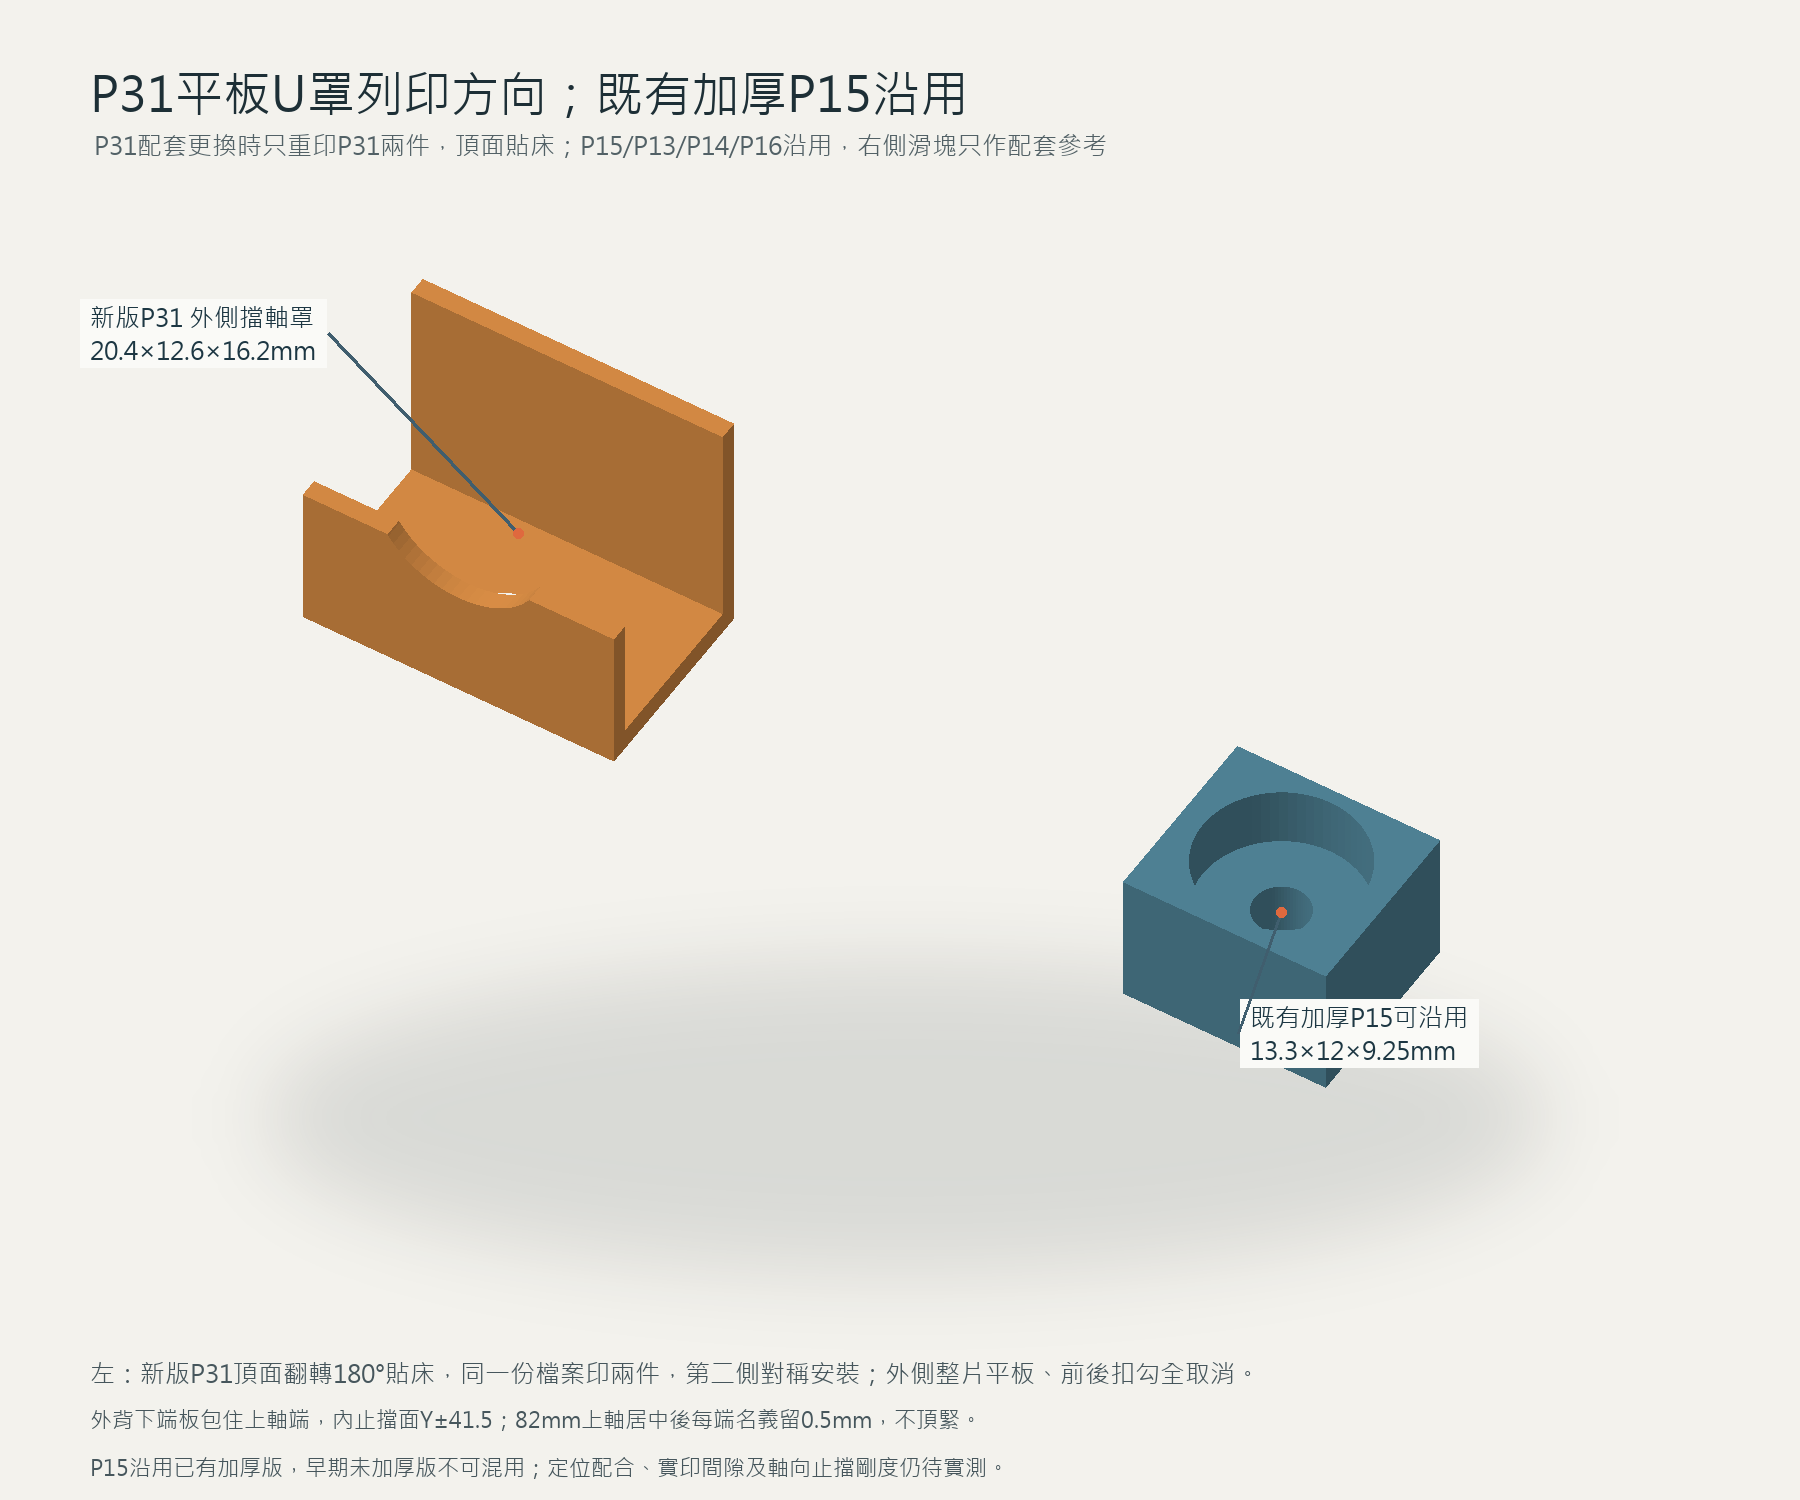 P31平板U罩列印方向；既有加厚P15沿用
P31配套更換時只重印P31兩件，頂面貼床；P15/P13/P14/P16沿用，右側滑塊只作配套參考
新版P31 外側擋軸罩
20.4×12.6×16.2mm
既有加厚P15可沿用
13.3×12×9.25mm
左：新版P31頂面翻轉180°貼床，同一份檔案印兩件，第二側對稱安裝；外側整片平板、前後扣勾全取消。
外背下端板包住上軸端，內止擋面Y±41.5；82mm上軸居中後每端名義留0.5mm，不頂緊。
P15沿用已有加厚版，早期未加厚版不可混用；定位配合、實印間隙及軸向止擋剛度仍待實測。